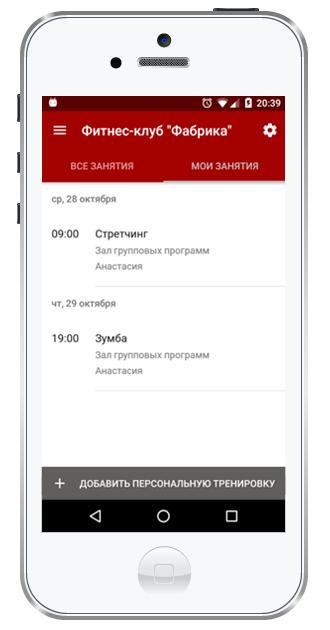 20:39
Фитнес-клуб "Фабрика"
ВСЕ ЗАНЯТИЯ
МОИ ЗАНЯТИЯ
ср, 28 октября
09:00 Стретчинг
Зал групповых программ
Анастасия
чт, 29 октября
19:00 Зумба
Зал групповых программ
Анастасия
+ ДОБАВИТЬ ПЕРСОНАЛЬНУЮ ТРЕНИРОВКУ